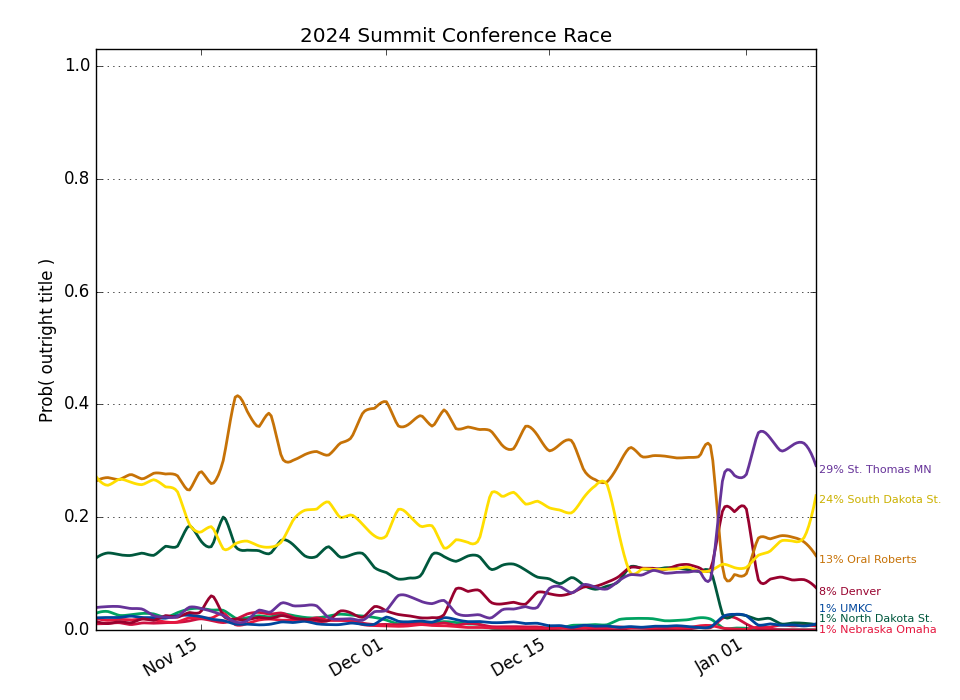 2024 Summit Conference Race
Prob( outright title )
1.0
0.8
0.6
0.4
0.2
0.0
Nov 15
Dec 01
Dec 15
Jan 01
29% St. Thomas MN
24% South Dakota St.
13% Oral Roberts
8% Denver
1% UMKC
1% North Dakota St.
1% Nebraska Omaha